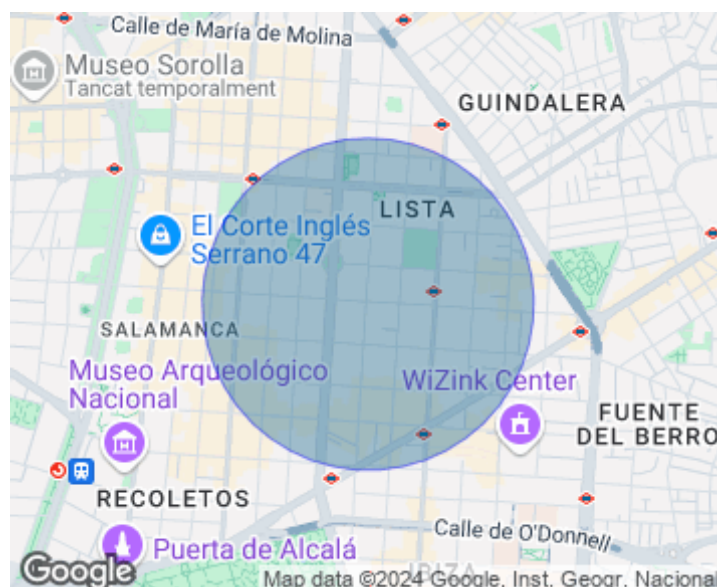 Calle de María de Molina
Museo Sorolla
Tancat temporalment
GUINDALERA
LISTA
El Corte Inglés
Serrano 47
SALAMANCA
Museo Arqueológico
Nacional
WiZink Center
FUENTE
DEL BERRO
RECOLETOS
Calle de O'Donnell
Puerta de Alcalá
IBIZA
Google
Map data ©2024 Google, Inst. Geogr. Nacional